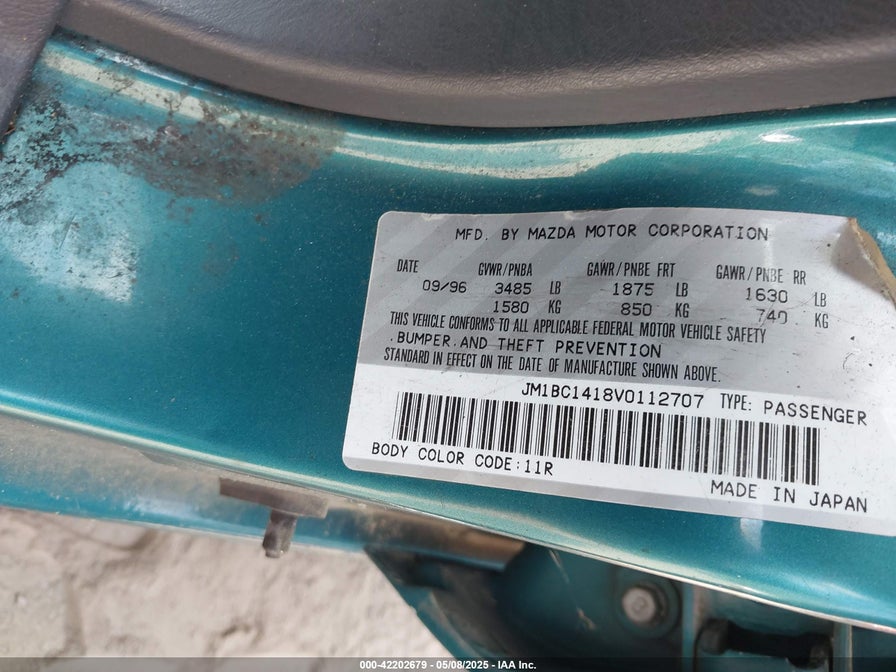 MFD. BY MAZDA MOTOR CORPORATION
DATE GVWR/PNBA GAWR/PNBE FRT GAWR/PNBE RR
09/96 3485 LB 1875 LB 1630 LB
1580 KG 850 KG 740 KG
THIS VEHICLE CONFORMS TO ALL APPLICABLE FEDERAL MOTOR VEHICLE SAFETY
.BUMPER.AND THEFT PREVENTION
STANDARD IN EFFECT ON THE DATE OF MANUFACTURE SHOWN ABOVE.
JM1BC1418V0112707 TYPE: PASSENGER
BODY COLOR CODE:11R
MADE IN JAPAN
000-42202679 - 05/08/2025 - IAA Inc.